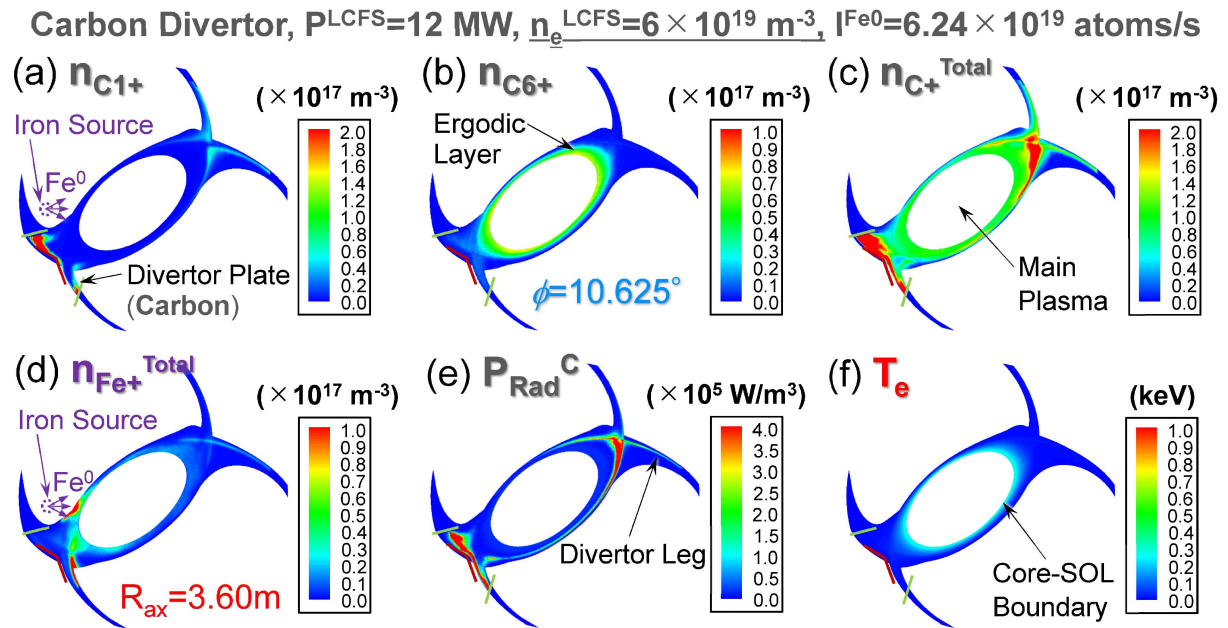 Carbon Divertor, P^LCFS=12 MW, n_e^LCFS=6×10^19 m^-3, I^Fe0=6.24×10^19 atoms/s
(a) n_C1+
(×10^17 m^-3)
Iron Source
Fe^0
2.0
1.8
1.6
1.4
1.2
1.0
0.8
0.6
0.4
0.2
0.0
Divertor Plate
(Carbon)
(b) n_C6+
(×10^17 m^-3)
Ergodic
Layer
1.0
0.9
0.8
0.7
0.6
0.5
0.4
0.3
0.2
0.1
0.0
ϕ=10.625°
(c) n_C+^Total
(×10^17 m^-3)
2.0
1.8
1.6
1.4
1.2
1.0
0.8
0.6
0.4
0.2
0.0
Main
Plasma
(d) n_Fe+^Total
(×10^17 m^-3)
Iron Source
Fe^0
1.0
0.9
0.8
0.7
0.6
0.5
0.4
0.3
0.2
0.1
0.0
R_ax=3.60m
(e) P_Rad^C
(×10^5 W/m^3)
4.0
3.5
3.0
2.5
2.0
1.5
1.0
0.5
0.0
Divertor Leg
(f) T_e
(keV)
1.0
0.9
0.8
0.7
0.6
0.5
0.4
0.3
0.2
0.1
0.0
Core-SOL
Boundary